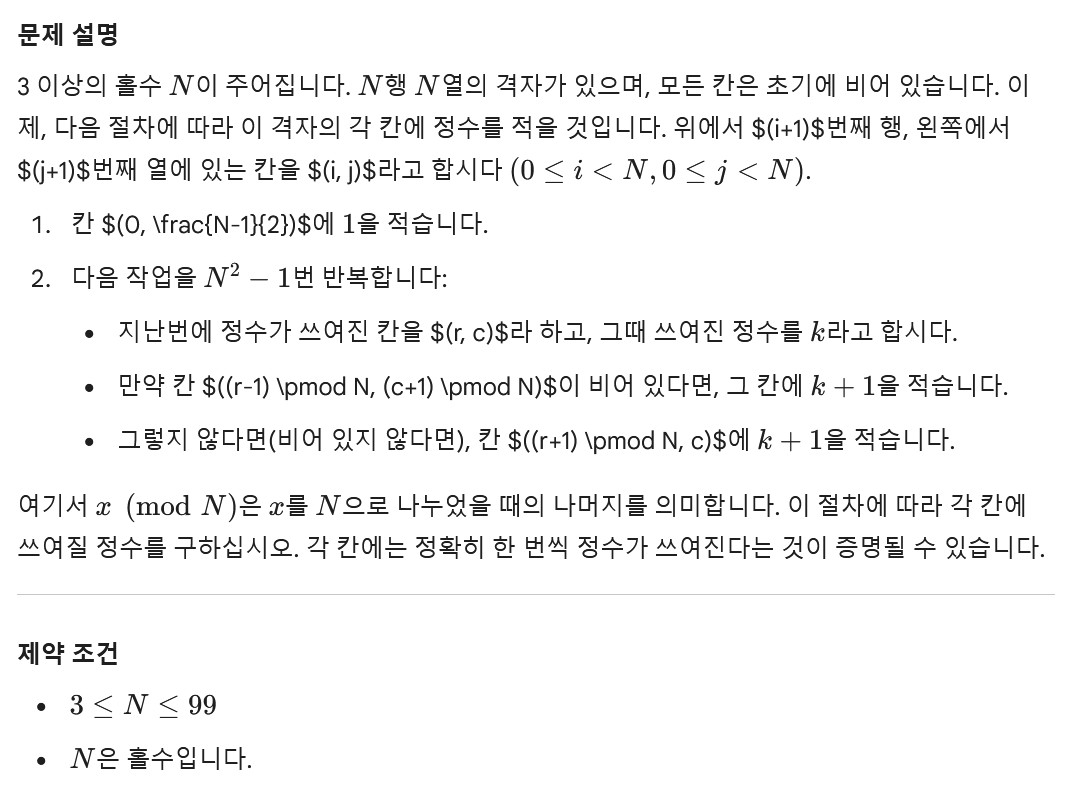 문제 설명
3 이상의 홀수 N이 주어집니다. N행 N열의 격자가 있으며, 모든 칸은 초기에 비어 있습니다. 이
제, 다음 절차에 따라 이 격자의 각 칸에 정수를 적을 것입니다. 위에서 $(i+1)$번째 행, 왼쪽에서
$(j+1)$번째 열에 있는 칸을 $(i, j)$라고 합시다 (0 ≤ i < N, 0 ≤ j < N).
1. 칸 $(0, \frac{N-1}{2})$에 1을 적습니다.
2. 다음 작업을 N² − 1번 반복합니다:
• 지난번에 정수가 쓰여진 칸을 $(r, c)$라 하고, 그때 쓰여진 정수를 k라고 합시다.
• 만약 칸 $((r-1) \pmod N, (c+1) \pmod N)$이 비어 있다면, 그 칸에 k + 1을 적습니다.
• 그렇지 않다면(비어 있지 않다면), 칸 $((r+1) \pmod N, c)$에 k + 1을 적습니다.
여기서 x (mod N)은 x를 N으로 나누었을 때의 나머지를 의미합니다. 이 절차에 따라 각 칸에
쓰여질 정수를 구하십시오. 각 칸에는 정확히 한 번씩 정수가 쓰여진다는 것이 증명될 수 있습니다.
제약 조건
• 3 ≤ N ≤ 99
• N은 홀수입니다.